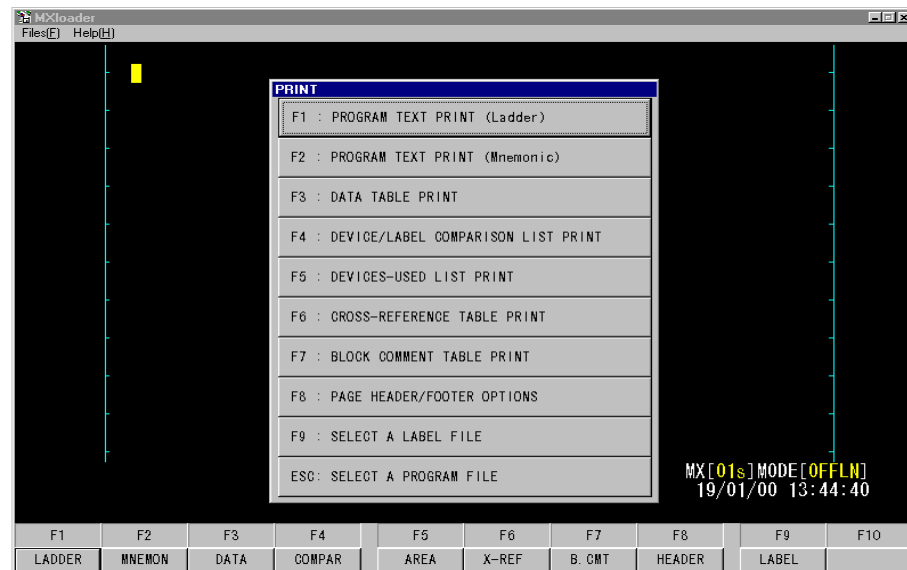 MXloader
Files(F) Help(H)
PRINT
F1 : PROGRAM TEXT PRINT (Ladder)
F2 : PROGRAM TEXT PRINT (Mnemonic)
F3 : DATA TABLE PRINT
F4 : DEVICE/LABEL COMPARISON LIST PRINT
F5 : DEVICES-USED LIST PRINT
F6 : CROSS-REFERENCE TABLE PRINT
F7 : BLOCK COMMENT TABLE PRINT
F8 : PAGE HEADER/FOOTER OPTIONS
F9 : SELECT A LABEL FILE
ESC: SELECT A PROGRAM FILE
MX[01s]MODE[OFFLN]
19/01/00 13:44:40
F1 F2 F3 F4 F5 F6 F7 F8 F9 F10
LADDER MNEMON DATA COMPAR AREA X-REF B. CMT HEADER LABEL